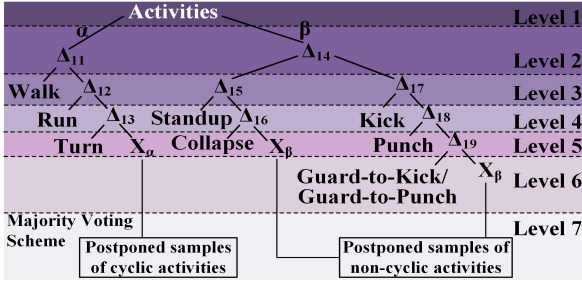 Activities Level 1
α β
Δ11 Δ14 Level 2
Walk Δ12 Δ15 Δ17 Level 3
Run Δ13 Standup Δ16 Kick Δ18 Level 4
Turn Xα Collapse Xβ Punch Δ19 Level 5
Guard-to-Kick/ Xβ
Guard-to-Punch Level 6
Majority Voting
Scheme Level 7
Postponed samples
of cyclic activities
Postponed samples of
non-cyclic activities